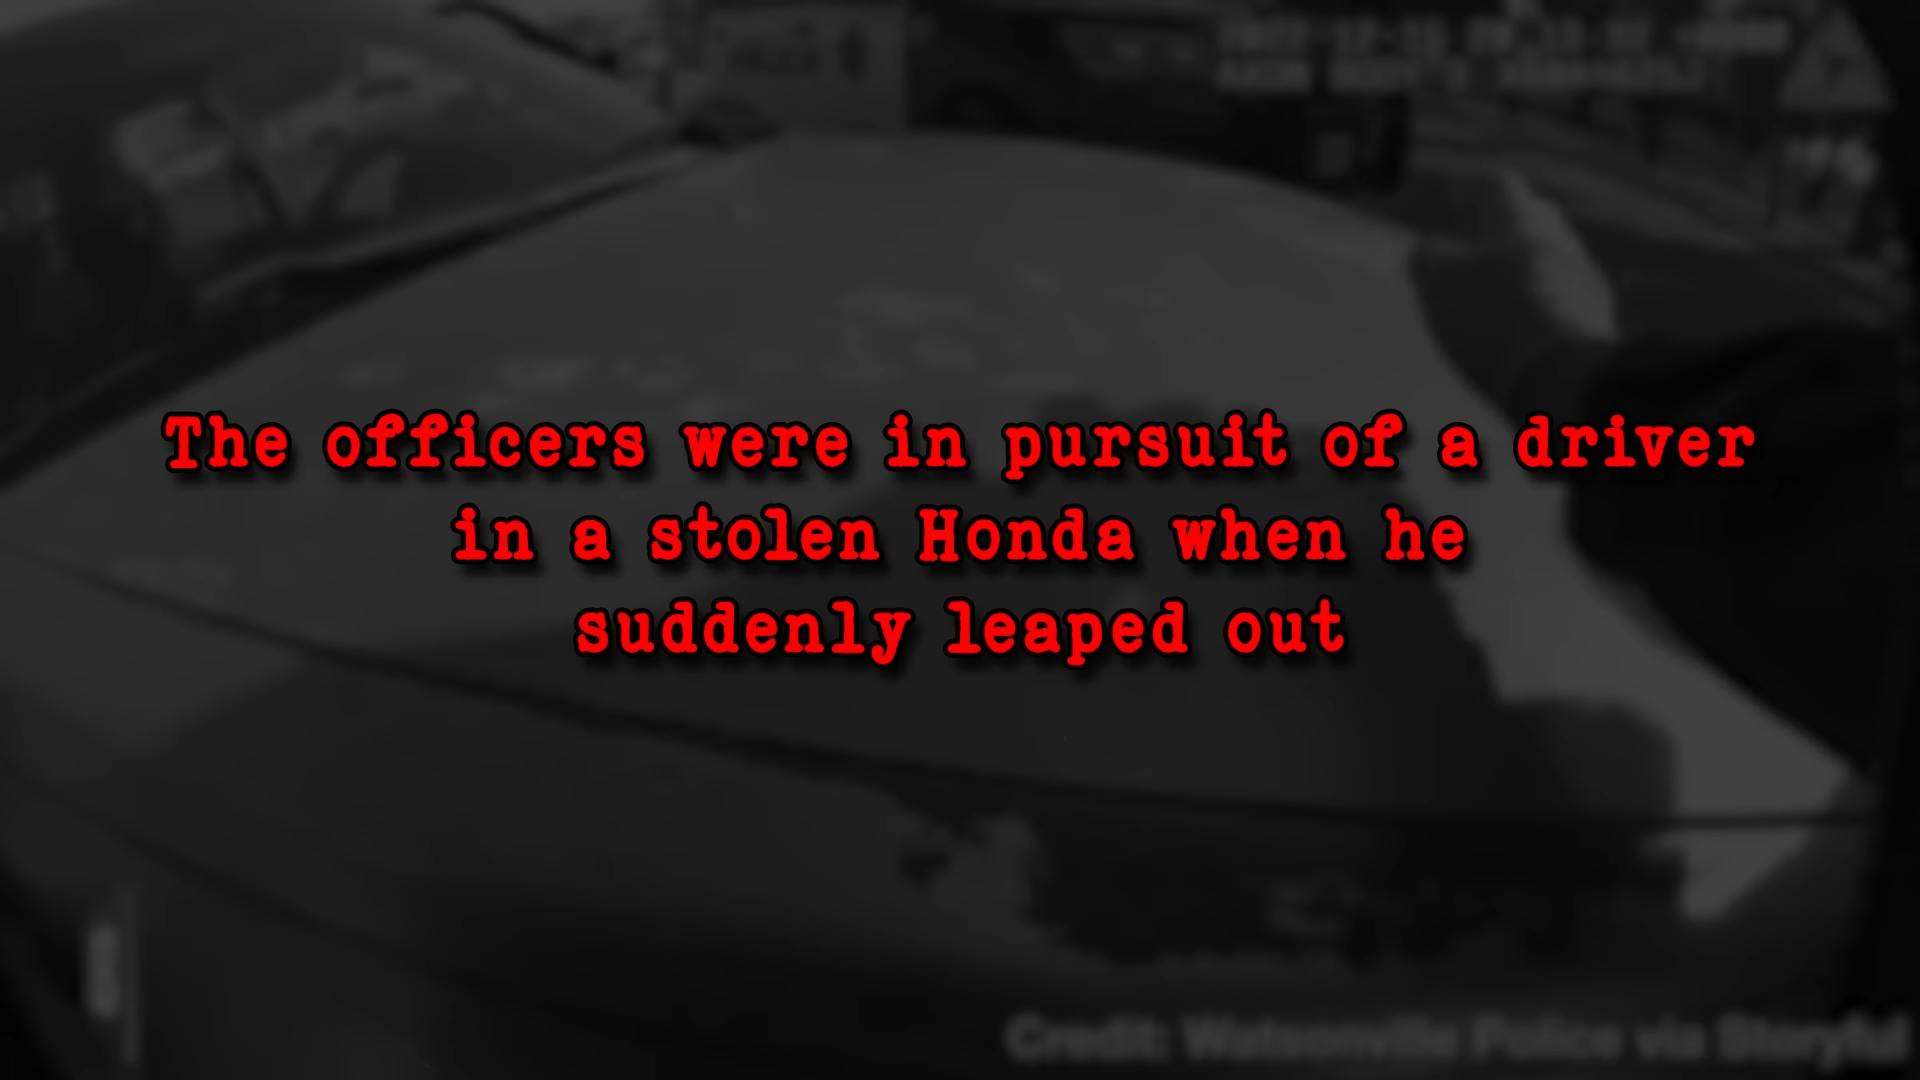 The officers were in pursuit of a driver
in a stolen Honda when he
suddenly leaped out
Credit: Watsonville Police via Storyful